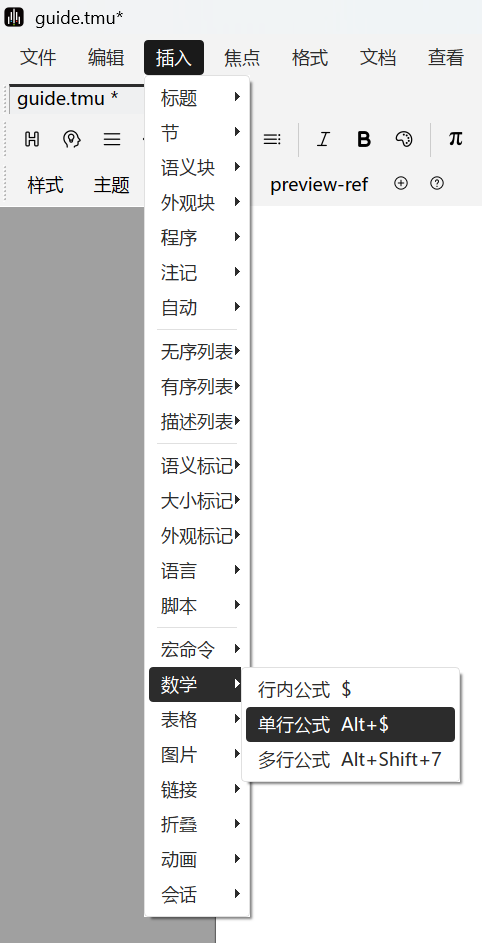 guide.tmu*
文件 编辑 插入 焦点 格式 文档 查看
guide.tmu *
标题
节
语义块
外观块
程序
注记
自动
无序列表
有序列表
描述列表
语义标记
大小标记
外观标记
语言
脚本
宏命令
数学
表格
图片
链接
折叠
动画
会话
I B π
样式 主题 preview-ref
行内公式 $
单行公式 Alt+$
多行公式 Alt+Shift+7